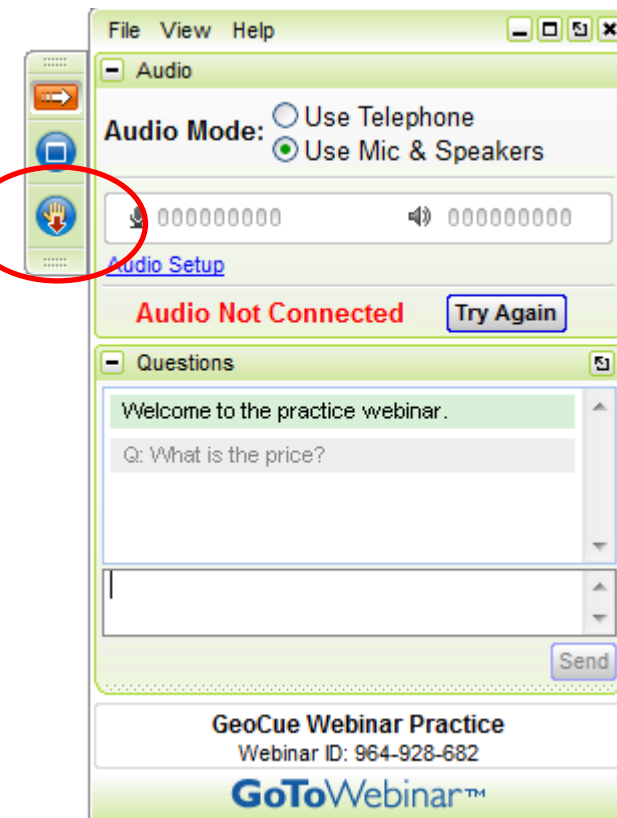 File View Help
Audio
Audio Mode:
Use Telephone
Use Mic & Speakers
000000000 000000000
Audio Setup
Audio Not Connected Try Again
Questions
Welcome to the practice webinar.
Q: What is the price?
Send
GeoCue Webinar Practice
Webinar ID: 964-928-682
GoToWebinar™